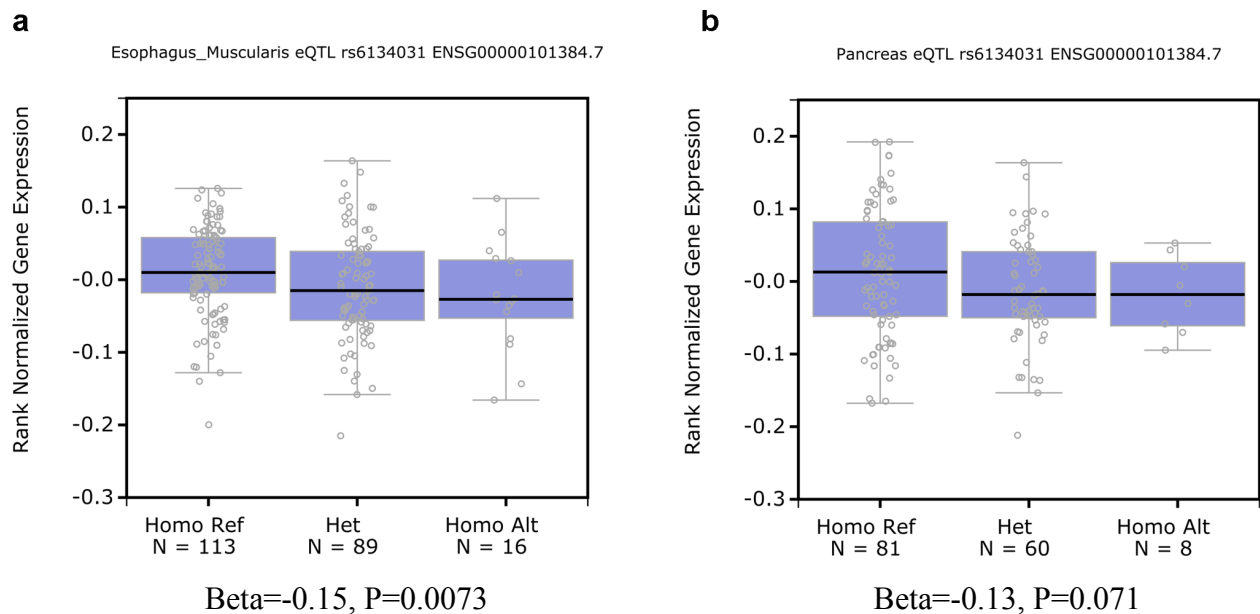 a
Esophagus_Muscularis eQTL rs6134031 ENSG00000101384.7
Rank Normalized Gene Expression
0.2
0.1
-0.0
-0.1
-0.2
-0.3
Homo Ref
N = 113
Het
N = 89
Homo Alt
N = 16
Beta=-0.15, P=0.0073
b
Pancreas eQTL rs6134031 ENSG00000101384.7
Rank Normalized Gene Expression
0.2
0.1
-0.0
-0.1
-0.2
-0.3
Homo Ref
N = 81
Het
N = 60
Homo Alt
N = 8
Beta=-0.13, P=0.071